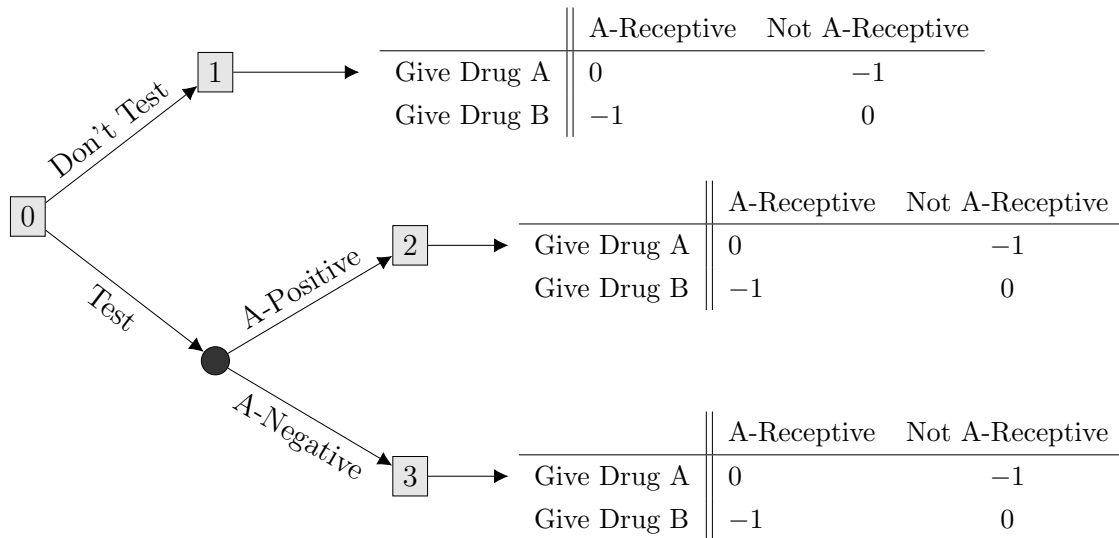 A-Receptive Not A-Receptive
Give Drug A 0 −1
Give Drug B −1 0
1
Don't Test
0
Test
A-Positive
2
A-Receptive Not A-Receptive
Give Drug A 0 −1
Give Drug B −1 0
A-Negative
3
A-Receptive Not A-Receptive
Give Drug A 0 −1
Give Drug B −1 0